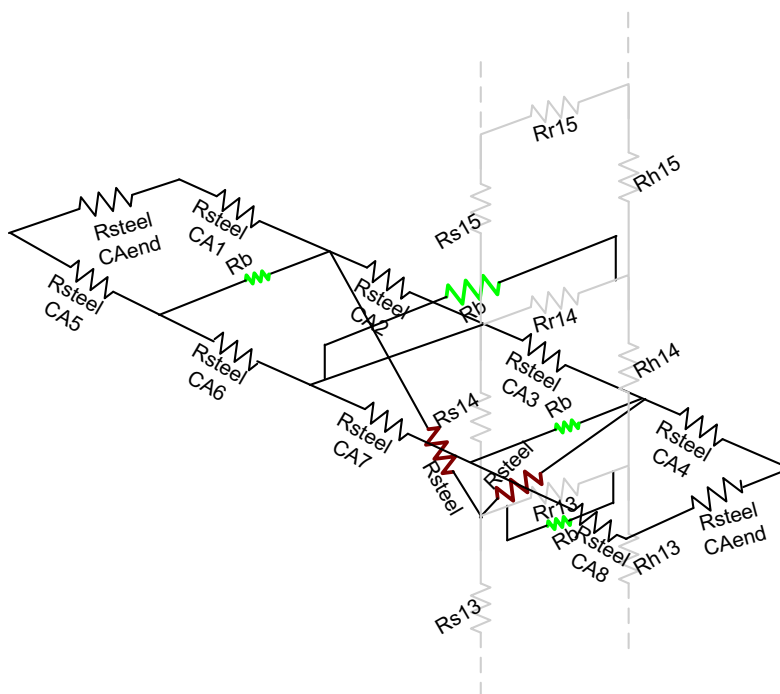 Rr15
Rh15
Rsteel
CA1
Rsteel
CAend
Rs15
Rb
Rsteel
CA5
Rsteel
CA2
Rb
Rr14
Rsteel
CA6
Rsteel
CA3
Rh14
Rs14
Rb
Rsteel
CA7
Rsteel
CA4
Rsteel
Rsteel
Rr13
Rb
Rsteel
CA8
Rsteel
CAend
Rh13
Rs13